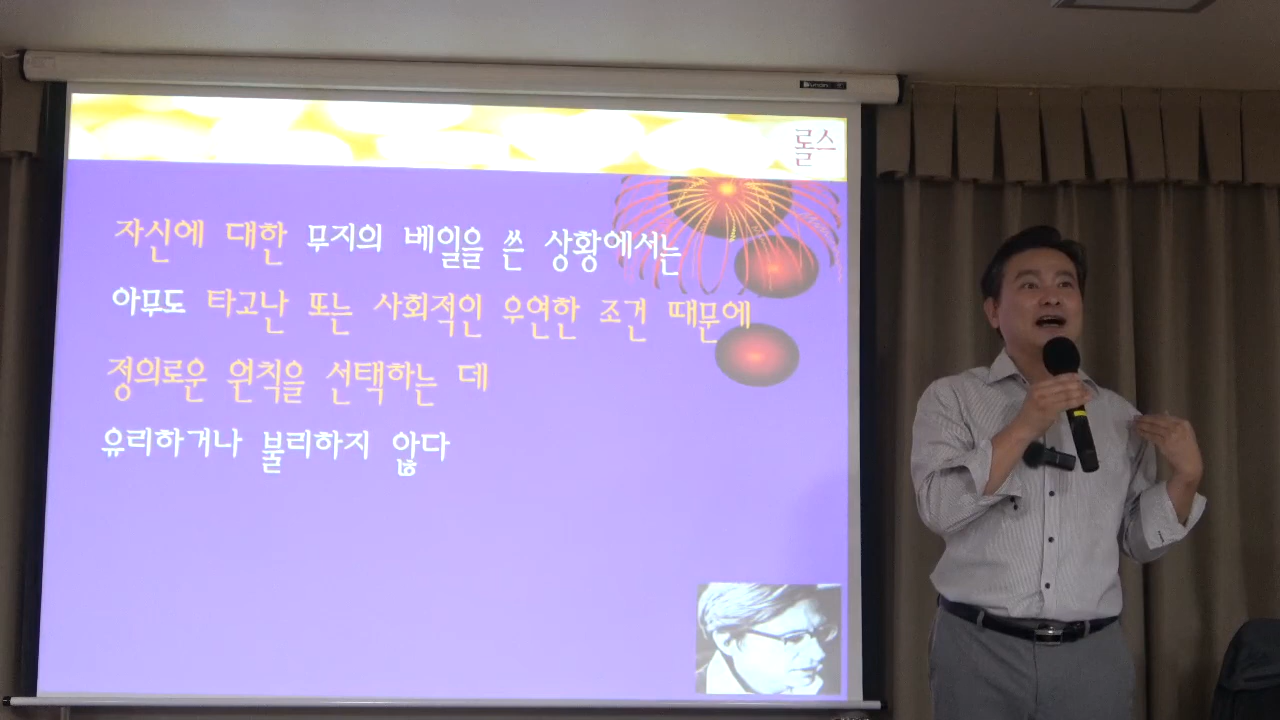 롤스
자신에 대한 무지의 베일을 쓴 상황에서는
아무도 타고난 또는 사회적인 우연한 조건 때문에
정의로운 원칙을 선택하는 데
유리하거나 불리하지 않다